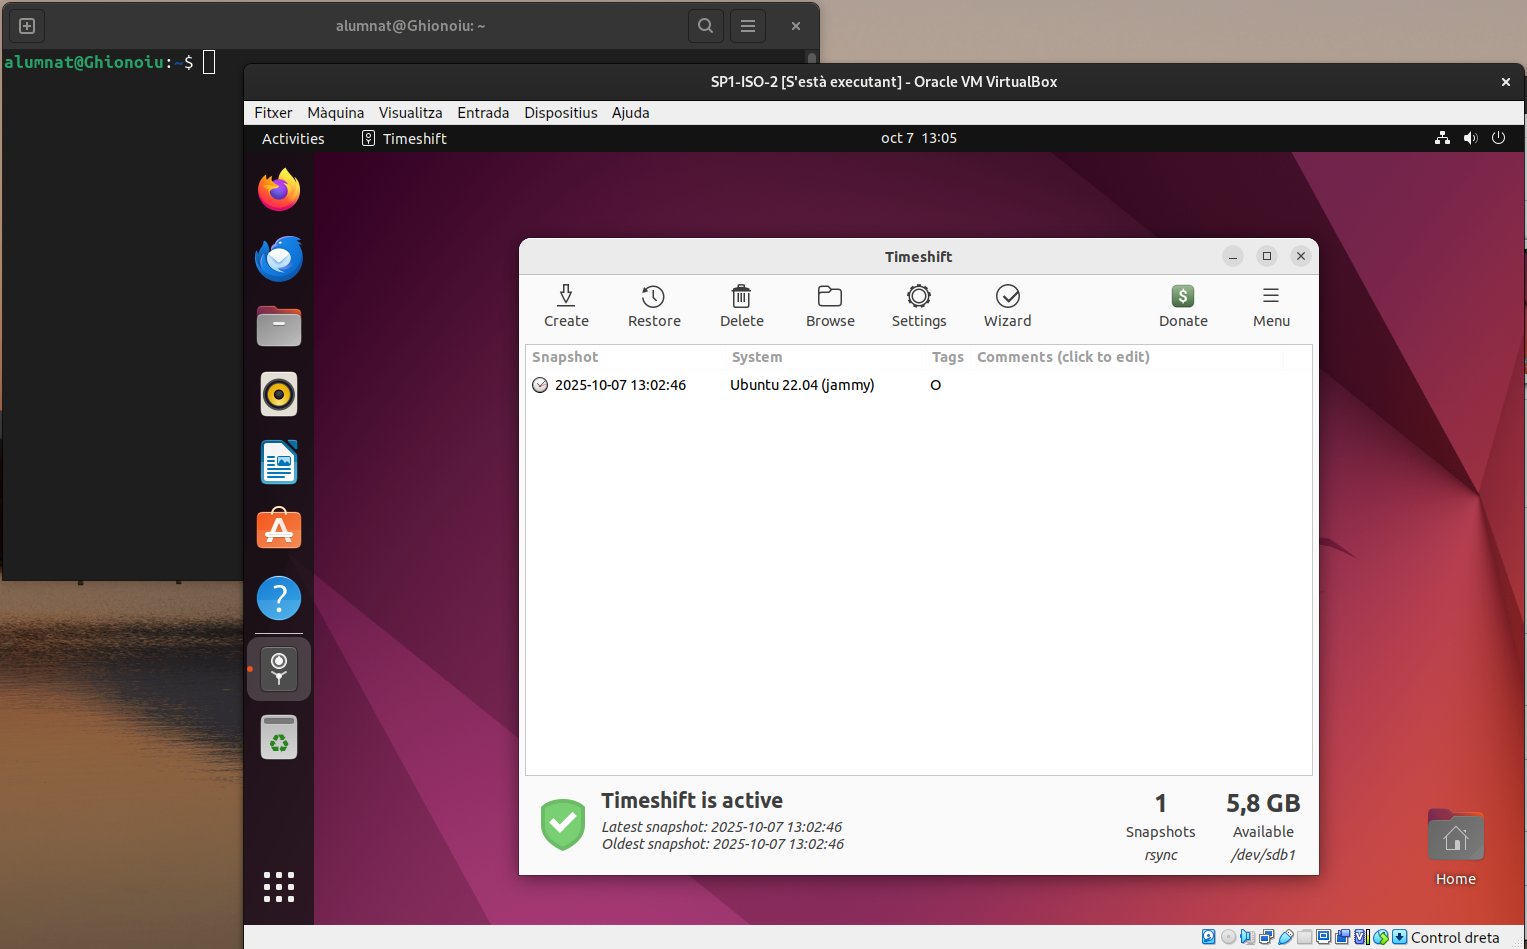 alumnat@Ghionoiu: ~
alumnat@Ghionoiu:~$
SP1-ISO-2 [S'està executant] - Oracle VM VirtualBox
Fitxer Màquina Visualitza Entrada Dispositius Ajuda
Activities Timeshift oct 7 13:05
Timeshift
Create Restore Delete Browse Settings Wizard Donate Menu
Snapshot System Tags Comments (click to edit)
2025-10-07 13:02:46 Ubuntu 22.04 (jammy) O
Timeshift is active
Latest snapshot: 2025-10-07 13:02:46
Oldest snapshot: 2025-10-07 13:02:46
1
Snapshots
rsync
5,8 GB
Available
/dev/sdb1
Home
Control dreta